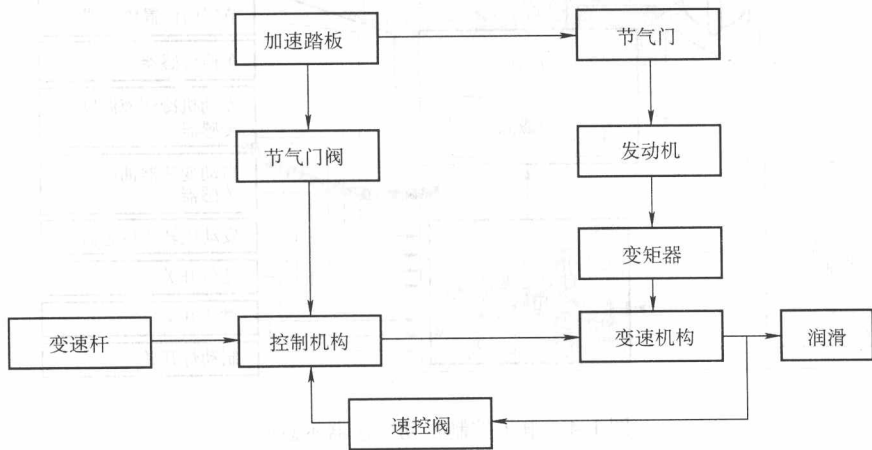 加速踏板
节气门
节气门阀
发动机
变矩器
变速杆
控制机构
变速机构
润滑
速控阀